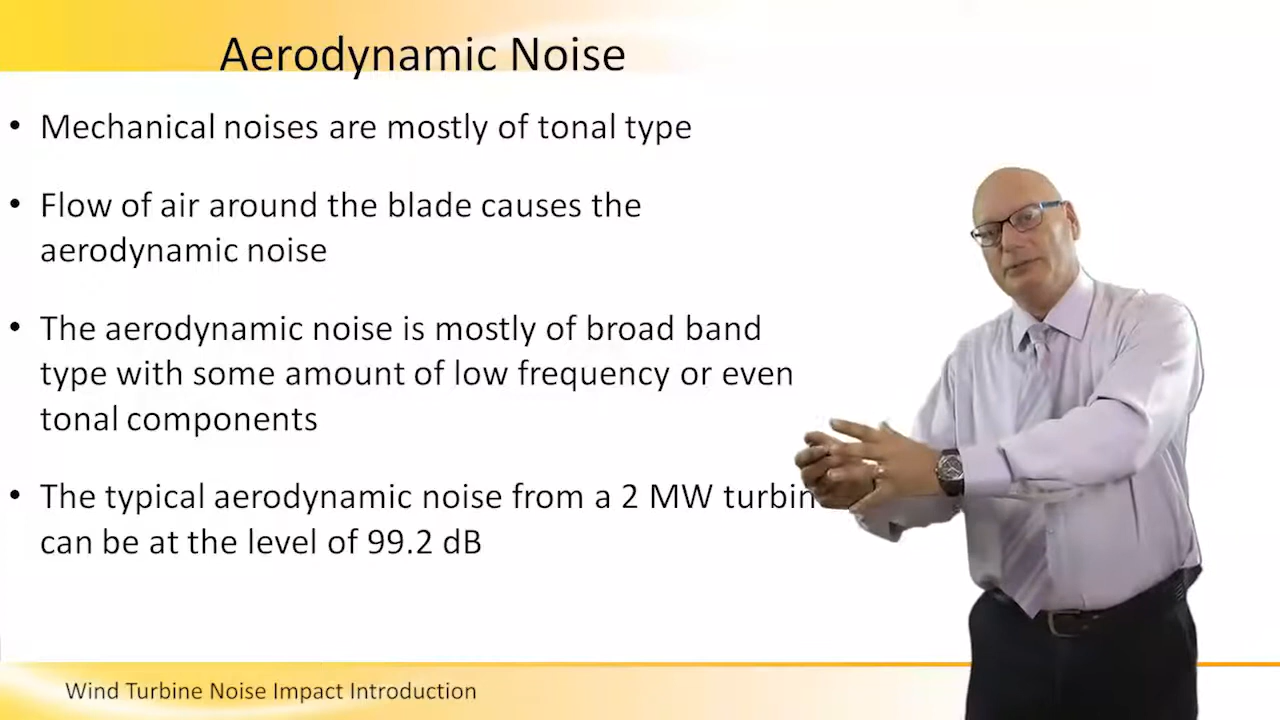 Aerodynamic Noise
• Mechanical noises are mostly of tonal type
• Flow of air around the blade causes the
aerodynamic noise
• The aerodynamic noise is mostly of broad band
type with some amount of low frequency or even
tonal components
• The typical aerodynamic noise from a 2 MW turbin
can be at the level of 99.2 dB
Wind Turbine Noise Impact Introduction